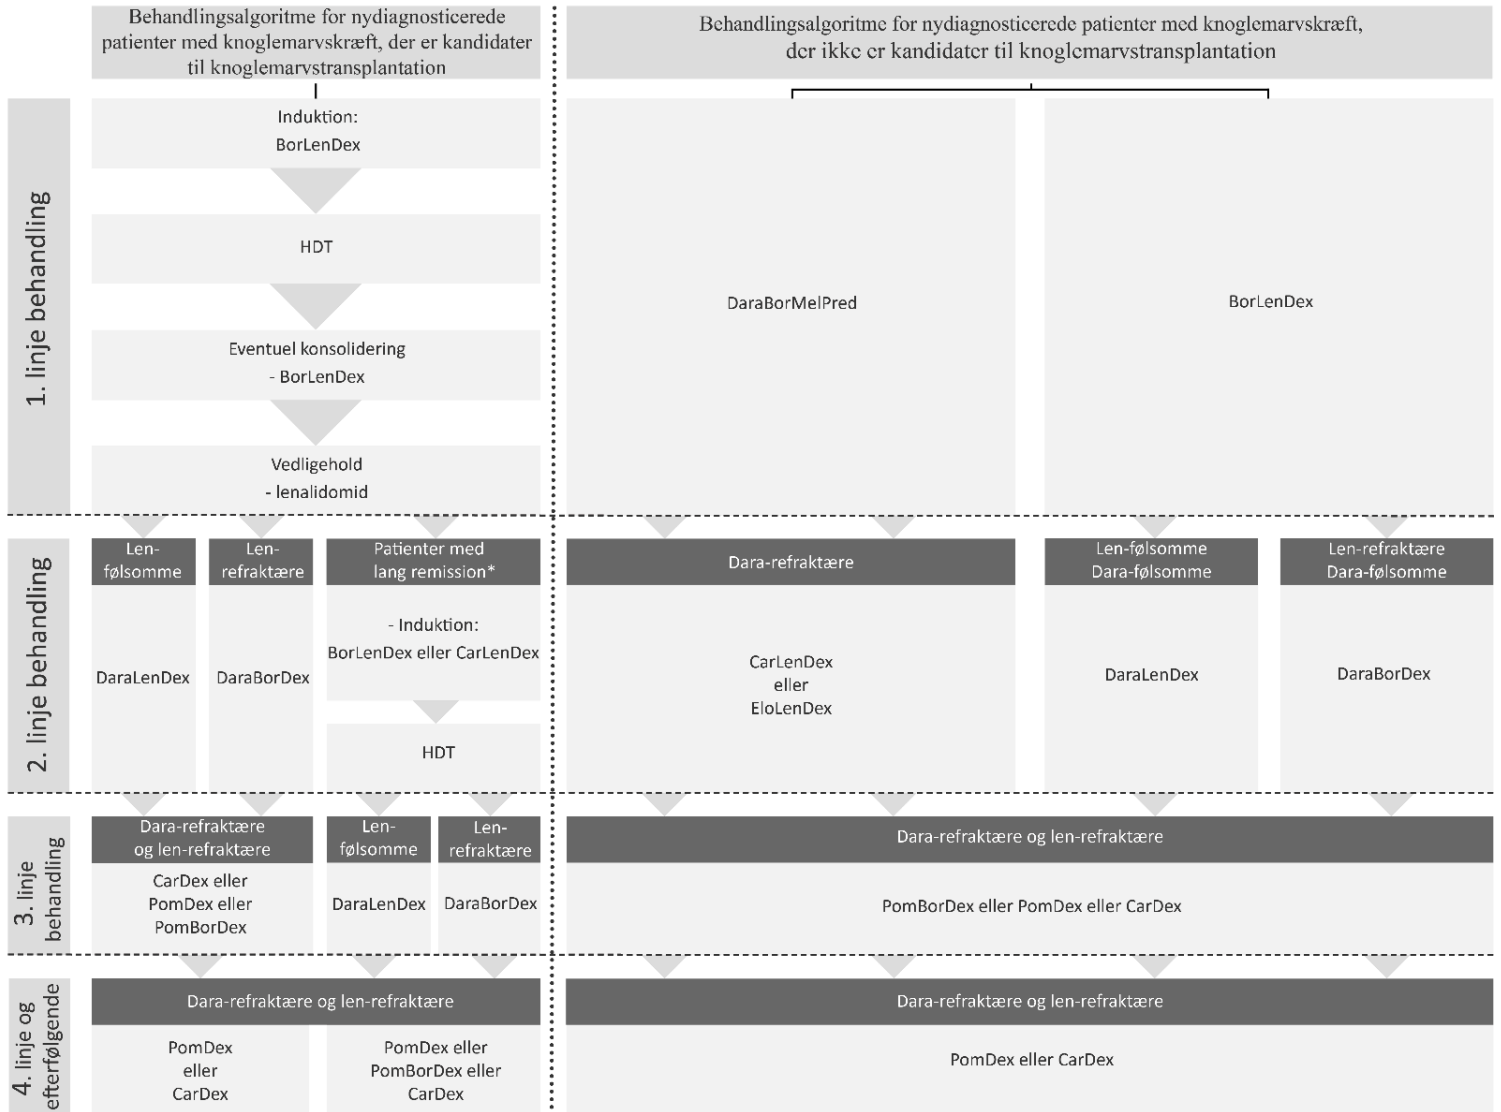 Behandlingsalgoritme for nydiagnosticerede
patienter med knoglemarvskræft, der er kandidater
til knoglemarvstransplantation
Behandlingsalgoritme for nydiagnosticerede patienter med knoglemarvskræft,
der ikke er kandidater til knoglemarvstransplantation
1. linje behandling
Induktion:
BorLenDex
HDT
Eventuel konsolidering
- BorLenDex
Vedligehold
- lenalidomid
DaraBorMelPred
BorLenDex
2. linje behandling
Len-
følsomme
Len-
refraktære
Patienter med
lang remission*
Dara-refraktære
Len-følsomme
Dara-følsomme
Len-refraktære
Dara-følsomme
DaraLenDex
DaraBorDex
- Induktion:
BorLenDex eller CarLenDex
HDT
CarLenDex
eller
EloLenDex
DaraLenDex
DaraBorDex
3. linje
behandling
Dara-refraktære
og len-refraktære
Len-
følsomme
Len-
refraktære
Dara-refraktære og len-refraktære
CarDex eller
PomDex eller
PomBorDex
DaraLenDex
DaraBorDex
PomBorDex eller PomDex eller CarDex
4. linje og
efterfølgende
Dara-refraktære og len-refraktære
Dara-refraktære og len-refraktære
PomDex
eller
CarDex
PomDex eller
PomBorDex eller
CarDex
PomDex eller CarDex